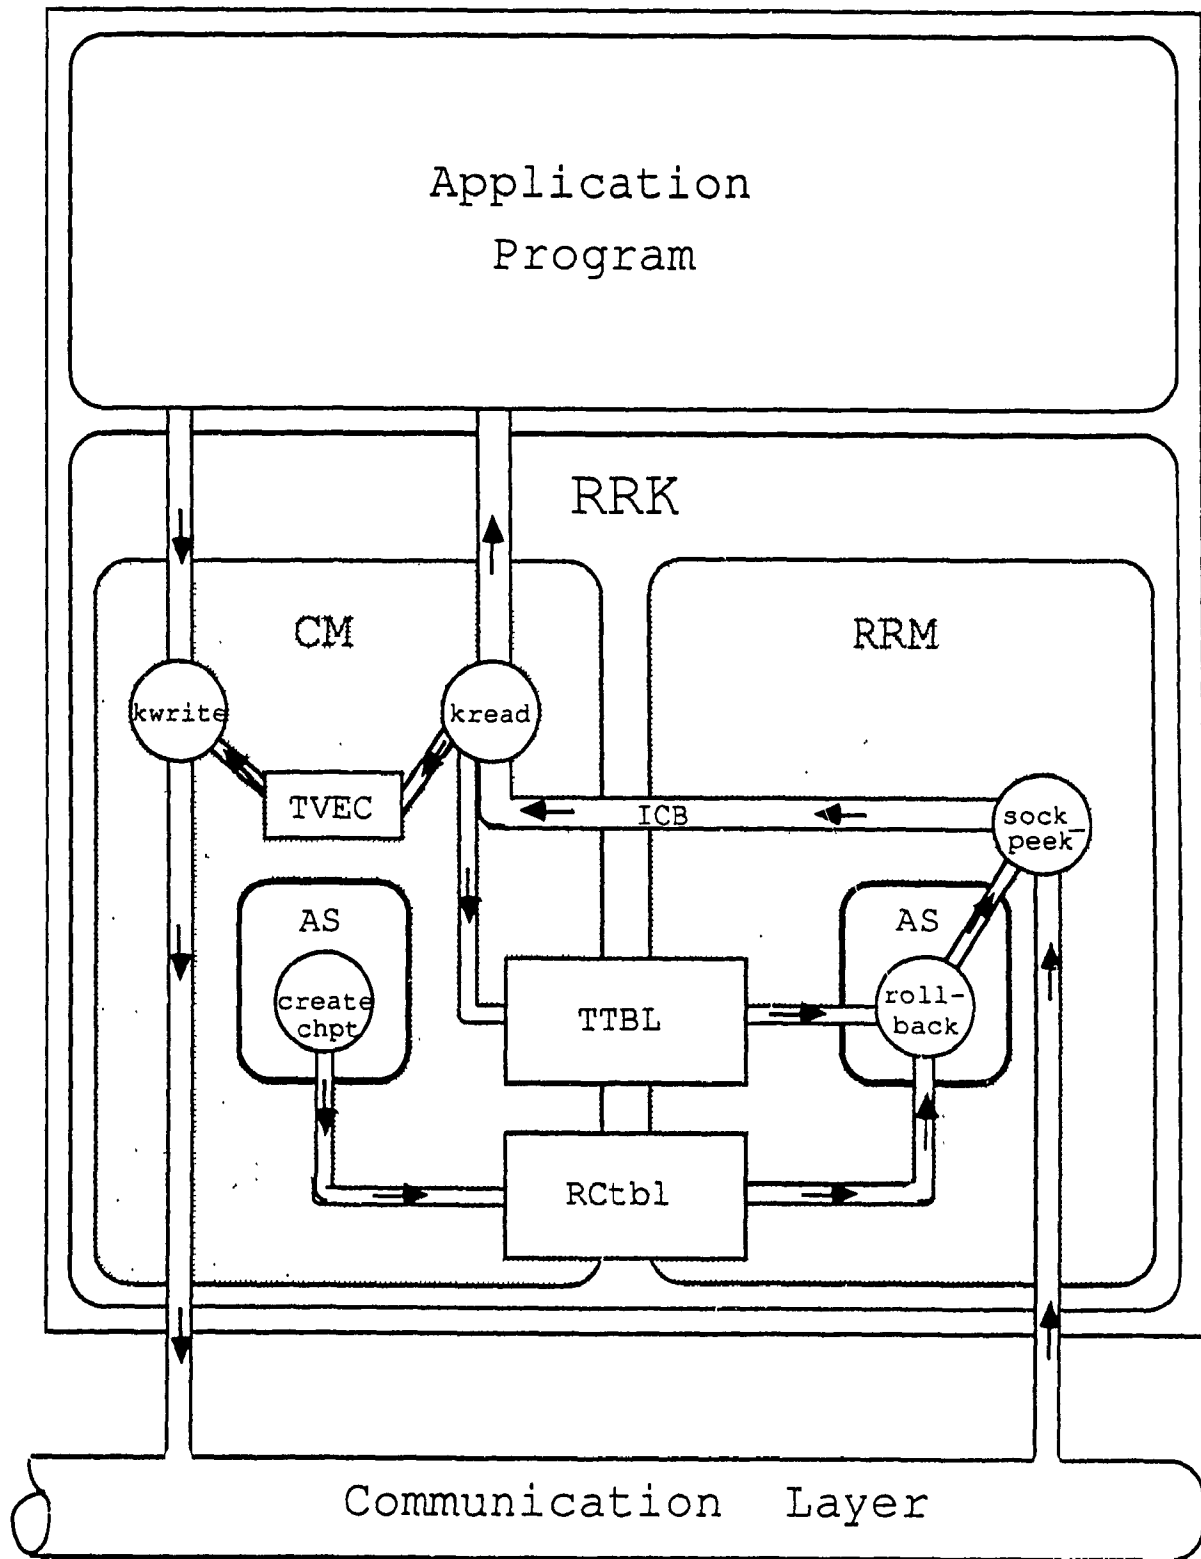 Application
Program
RRK
CM
RRM
kwrite
kread
TVEC
ICB
sock_
peek
AS
AS
create
chpt
TTBL
roll-
back
RCtbl
Communication Layer